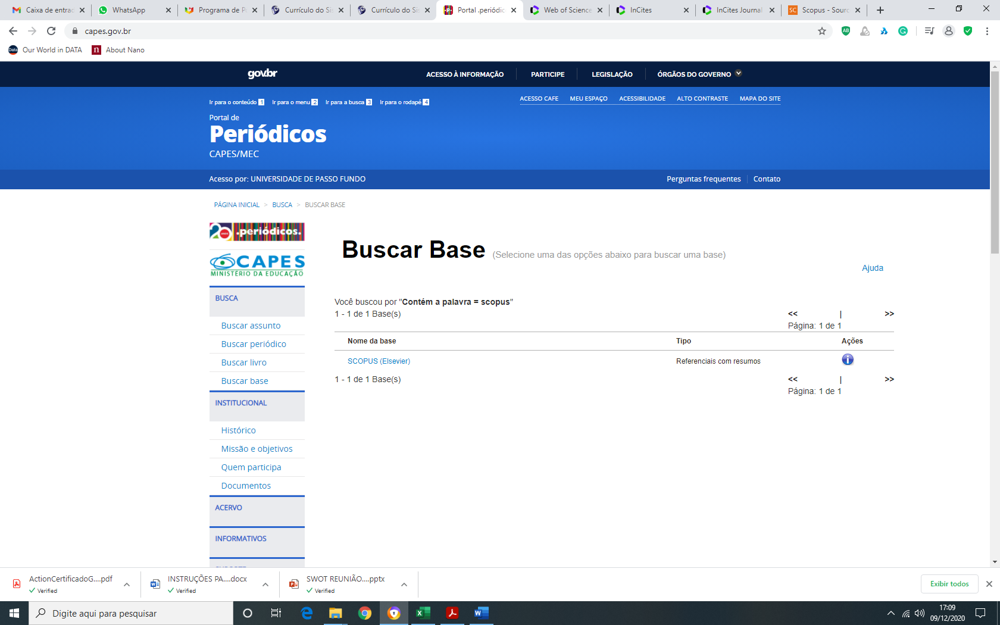 Caixa de entrac
WhatsApp
Programa de P
Currículo do Si
Currículo do Si
Portal .periódic
Web of Science
InCites
InCites Journal
Scopus - Sourc
capes.gov.br
Our World in DATA
About Nano
gov.br
ACESSO À INFORMAÇÃO
PARTICIPE
LEGISLAÇÃO
ÓRGÃOS DO GOVERNO
Ir para o conteúdo 1
Ir para o menu 2
Ir para a busca 3
Ir para o rodapé 4
ACESSO CAFE
MEU ESPAÇO
ACESSIBILIDADE
ALTO CONTRASTE
MAPA DO SITE
Portal de
Periódicos
CAPES/MEC
Acesso por: UNIVERSIDADE DE PASSO FUNDO
Perguntas frequentes
Contato
PÁGINA INICIAL > BUSCA > BUSCAR BASE
20 anos .periódicos.
CAPES
MINISTÉRIO DA EDUCAÇÃO
BUSCA
Buscar assunto
Buscar periódico
Buscar livro
Buscar base
INSTITUCIONAL
Histórico
Missão e objetivos
Quem participa
Documentos
ACERVO
INFORMATIVOS
Buscar Base (Selecione uma das opções abaixo para buscar uma base)
Ajuda
Você buscou por "Contém a palavra = scopus"
1 - 1 de 1 Base(s)
<< | >>
Página: 1 de 1
Nome da base Tipo Ações
SCOPUS (Elsevier) Referenciais com resumos
1 - 1 de 1 Base(s)
<< | >>
Página: 1 de 1
ActionCertificadoG....pdf
Verified
INSTRUÇÕES PA....docx
Verified
SWOT REUNIÃO....pptx
Verified
Exibir todos
Digite aqui para pesquisar
17:09
09/12/2020